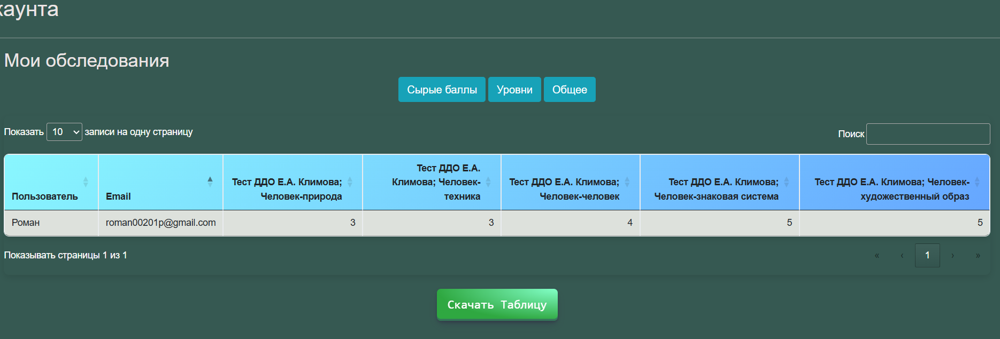 каунта
Мои обследования
Сырые баллы Уровни Общее
Показать 10 записи на одну страницу
Поиск
Пользователь
Email
Тест ДДО Е.А. Климова;
Человек-природа
Тест ДДО Е.А.
Климова; Человек-
техника
Тест ДДО Е.А. Климова;
Человек-человек
Тест ДДО Е.А. Климова;
Человек-знаковая система
Тест ДДО Е.А. Климова; Человек-
художественный образ
Роман roman00201p@gmail.com 3 3 4 5 5
Показывать страницы 1 из 1
« ‹ 1 › »
Скачать Таблицу